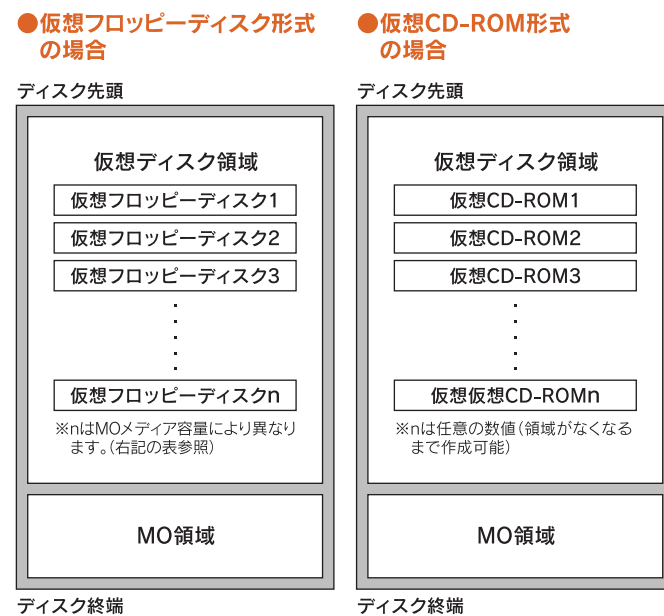 ●仮想フロッピーディスク形式
の場合
ディスク先頭
仮想ディスク領域
仮想フロッピーディスク1
仮想フロッピーディスク2
仮想フロッピーディスク3
仮想フロッピーディスクn
※nはMOメディア容量により異なり
ます。(右記の表参照)
MO領域
ディスク終端
●仮想CD-ROM形式
の場合
ディスク先頭
仮想ディスク領域
仮想CD-ROM1
仮想CD-ROM2
仮想CD-ROM3
仮想仮想CD-ROMn
※nは任意の数値(領域がなくなる
まで作成可能)
MO領域
ディスク終端